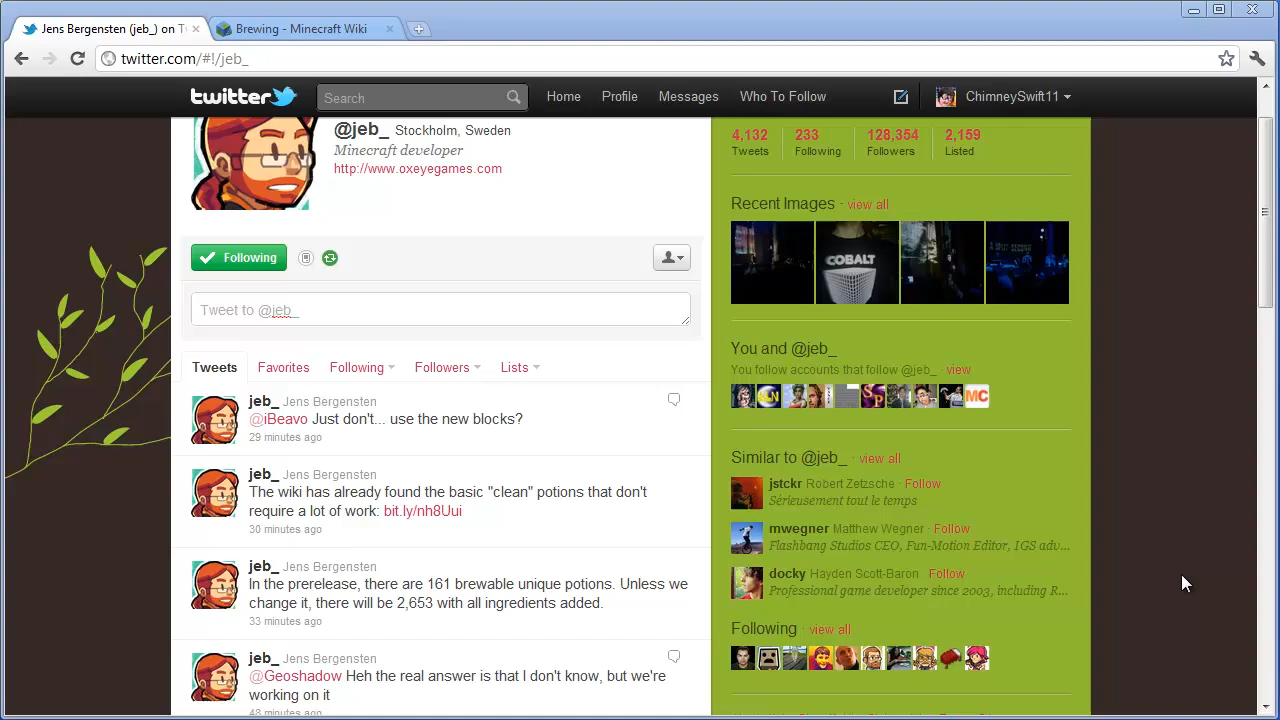 Jens Bergensten (jeb_) on T
Brewing - Minecraft Wiki
twitter.com/#!/jeb_
twitter
Search
Home
Profile
Messages
Who To Follow
ChimneySwift11
@jeb_ Stockholm, Sweden
Minecraft developer
http://www.oxeyegames.com
Following
Tweet to @jeb_
Tweets
Favorites
Following
Followers
Lists
jeb_ Jens Bergensten
@iBeavo Just don't... use the new blocks?
29 minutes ago
jeb_ Jens Bergensten
The wiki has already found the basic "clean" potions that don't
require a lot of work: bit.ly/nh8Uui
30 minutes ago
jeb_ Jens Bergensten
In the prerelease, there are 161 brewable unique potions. Unless we
change it, there will be 2,653 with all ingredients added.
33 minutes ago
jeb_ Jens Bergensten
@Geoshadow Heh the real answer is that I don't know, but we're
working on it
48 minutes ago
4,132 233 128,354 2,159
Tweets Following Followers Listed
Recent Images · view all
COBALT
You and @jeb_
You follow accounts that follow @jeb_ · view
MC
Similar to @jeb_ · view all
jstckr Robert Zetzsche · Follow
Sérieusement tout le temps
mwegner Matthew Wegner · Follow
Flashbang Studios CEO, Fun-Motion Editor, IGS adv...
docky Hayden Scott-Baron · Follow
Professional game developer since 2003, including R...
Following · view all